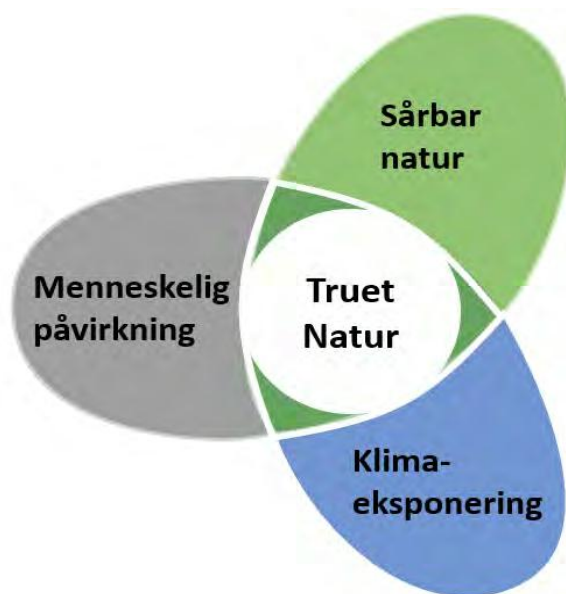 Sårbar
natur
Menneskelig
påvirkning
Truet
Natur
Klima-
eksponering